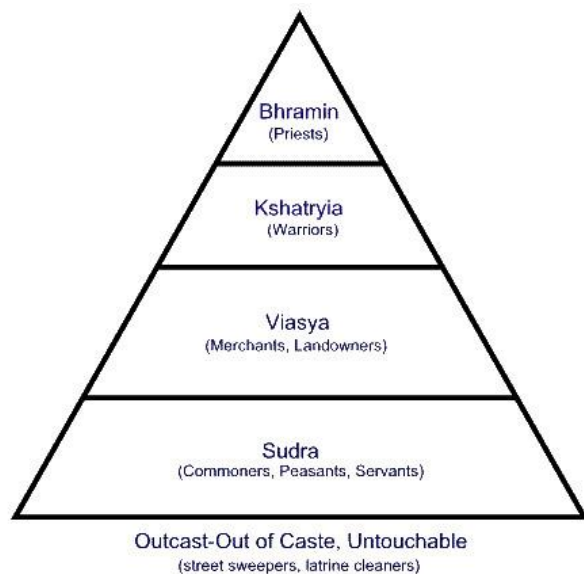 Bhramin
(Priests)
Kshatryia
(Warriors)
Viasya
(Merchants, Landowners)
Sudra
(Commoners, Peasants, Servants)
Outcast-Out of Caste, Untouchable
(street sweepers, latrine cleaners)